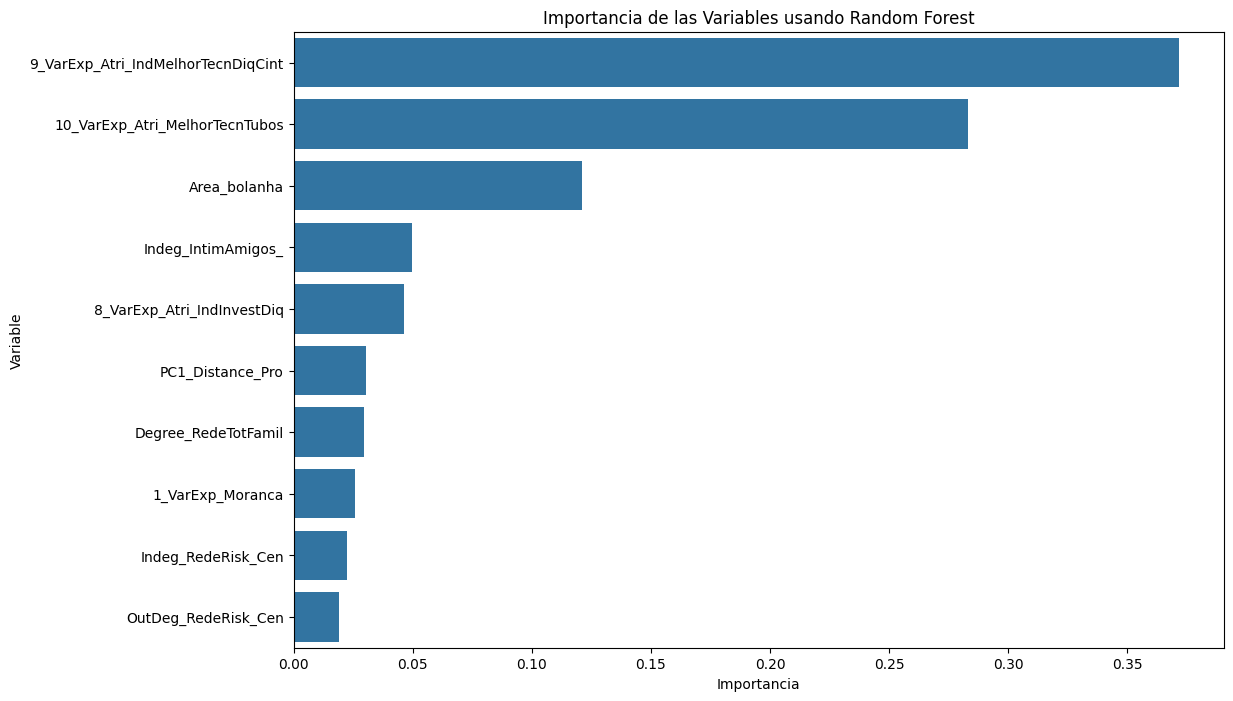 Importancia de las Variables usando Random Forest
Variable
9_VarExp_Atri_IndMelhorTecnDiqCint
10_VarExp_Atri_MelhorTecnTubos
Area_bolanha
Indeg_IntimAmigos_
8_VarExp_Atri_IndInvestDiq
PC1_Distance_Pro
Degree_RedeTotFamil
1_VarExp_Moranca
Indeg_RedeRisk_Cen
OutDeg_RedeRisk_Cen
0.00 0.05 0.10 0.15 0.20 0.25 0.30 0.35
Importancia